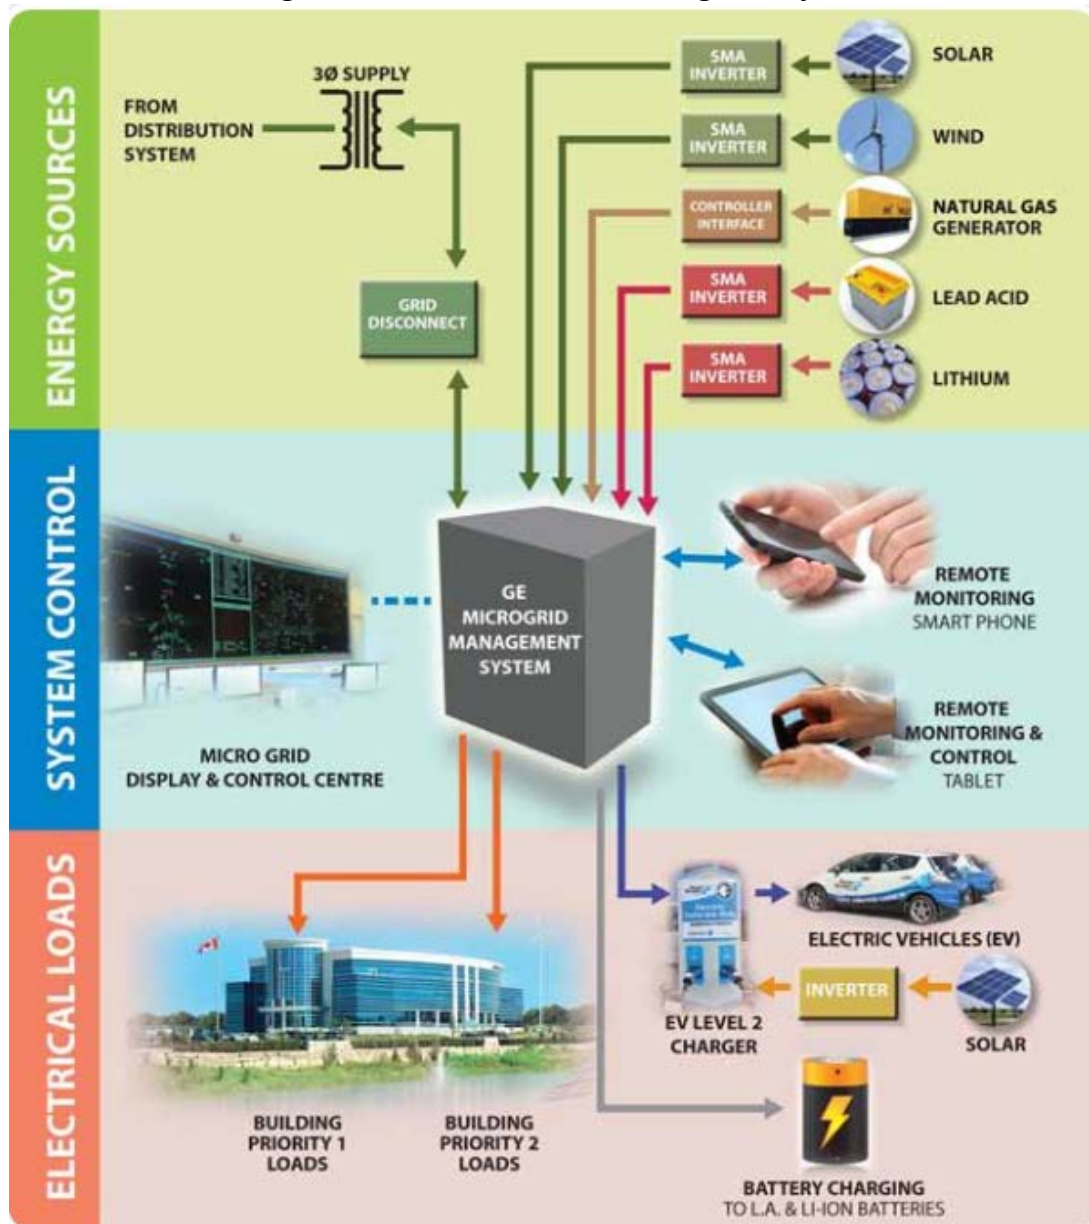 ENERGY SOURCES
3Ø SUPPLY
FROM
DISTRIBUTION
SYSTEM
GRID
DISCONNECT
SMA
INVERTER
SOLAR
SMA
INVERTER
WIND
CONTROLLER
INTERFACE
NATURAL GAS
GENERATOR
SMA
INVERTER
LEAD ACID
SMA
INVERTER
LITHIUM
SYSTEM CONTROL
GE
MICROGRID
MANAGEMENT
SYSTEM
MICRO GRID
DISPLAY & CONTROL CENTRE
REMOTE
MONITORING
SMART PHONE
REMOTE
MONITORING &
CONTROL
TABLET
ELECTRICAL LOADS
BUILDING
PRIORITY 1
LOADS
BUILDING
PRIORITY 2
LOADS
ELECTRIC VEHICLES (EV)
EV LEVEL 2
CHARGER
INVERTER
SOLAR
BATTERY CHARGING
TO L.A. & LI-ION BATTERIES